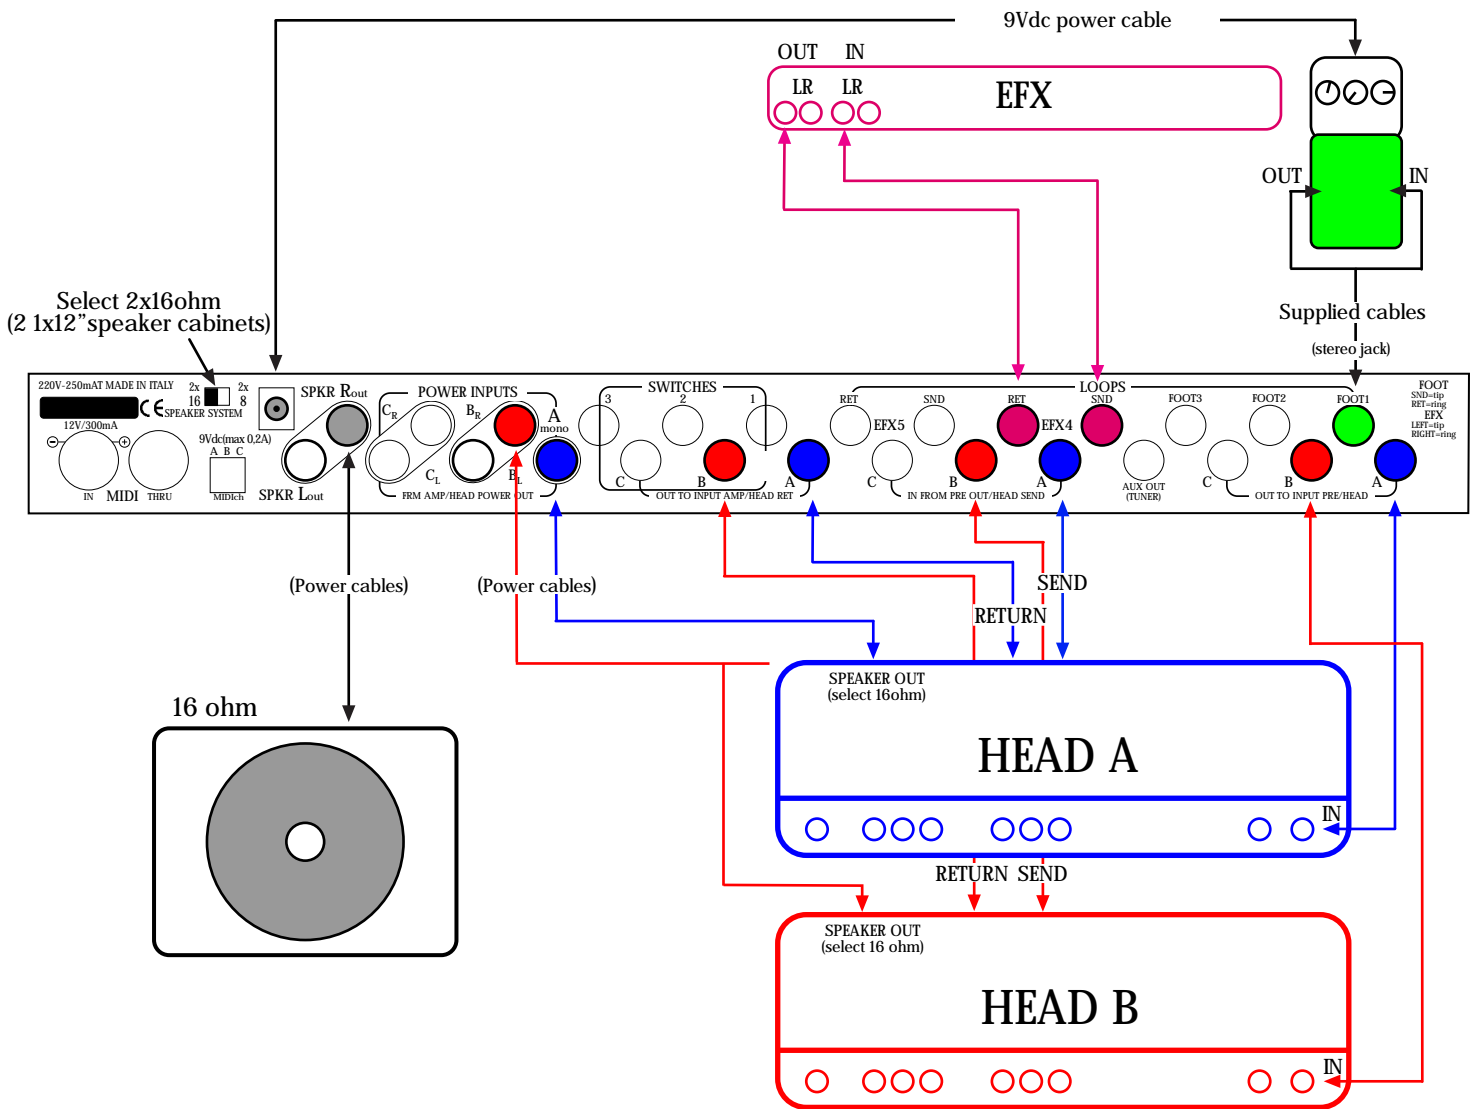 9Vdc power cable
OUT IN
LR LR
EFX
OUT
IN
Select 2x16ohm
(2 1x12”speaker cabinets)
Supplied cables
(stereo jack)
220V-250mAT MADE IN ITALY
2x 2x
16 8
CE
SPEAKER SYSTEM
12V/300mA
9Vdc(max 0,2A)
A B C
MIDIch
IN MIDI THRU
SPKR Rout
SPKR Lout
POWER INPUTS
CR
BR
A
mono
CL
BL
FRM AMP/HEAD POWER OUT
SWITCHES
3 2 1
C B A
OUT TO INPUT AMP/HEAD RET
LOOPS
RET SND RET SND
EFX5 EFX4
FOOT3 FOOT2 FOOT1
C B A
IN FROM PRE OUT/HEAD SEND
AUX OUT
(TUNER)
C B A
OUT TO INPUT PRE/HEAD
FOOT
SND=tip
RET=ring
EFX
LEFT=tip
RIGHT=ring
(Power cables)
(Power cables)
SEND
RETURN
16 ohm
SPEAKER OUT
(select 16ohm)
HEAD A
IN
RETURN SEND
SPEAKER OUT
(select 16 ohm)
HEAD B
IN